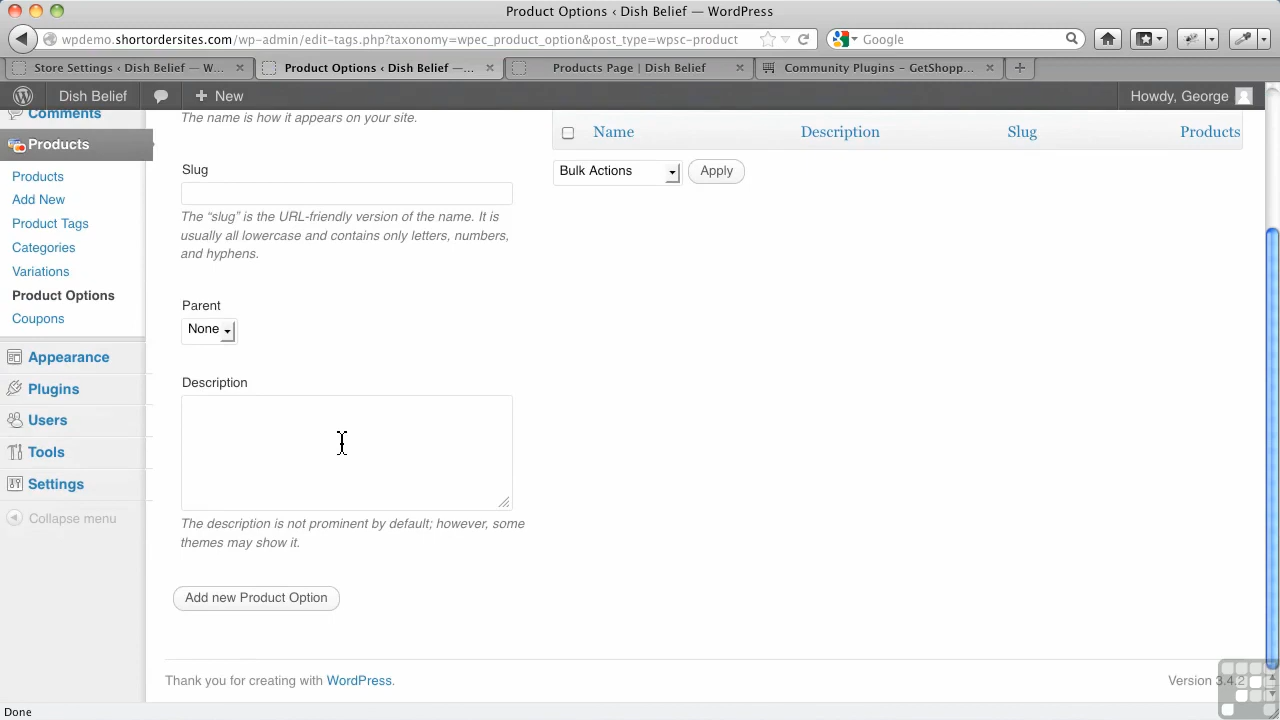 Product Options ‹ Dish Belief — WordPress
wpdemo.shortordersites.com/wp-admin/edit-tags.php?taxonomy=wpec_product_option&post_type=wpsc-product
Google
Store Settings ‹ Dish Belief — W...
Product Options ‹ Dish Belief —...
Products Page | Dish Belief
Community Plugins – GetShopp...
Dish Belief
New
Howdy, George
Comments
Products
Products
Add New
Product Tags
Categories
Variations
Product Options
Coupons
Appearance
Plugins
Users
Tools
Settings
Collapse menu
The name is how it appears on your site.
Slug
The “slug” is the URL-friendly version of the name. It is
usually all lowercase and contains only letters, numbers,
and hyphens.
Parent
None
Description
The description is not prominent by default; however, some
themes may show it.
Add new Product Option
Name Description Slug Products
Bulk Actions Apply
Thank you for creating with WordPress.
Version 3.4.2
Done